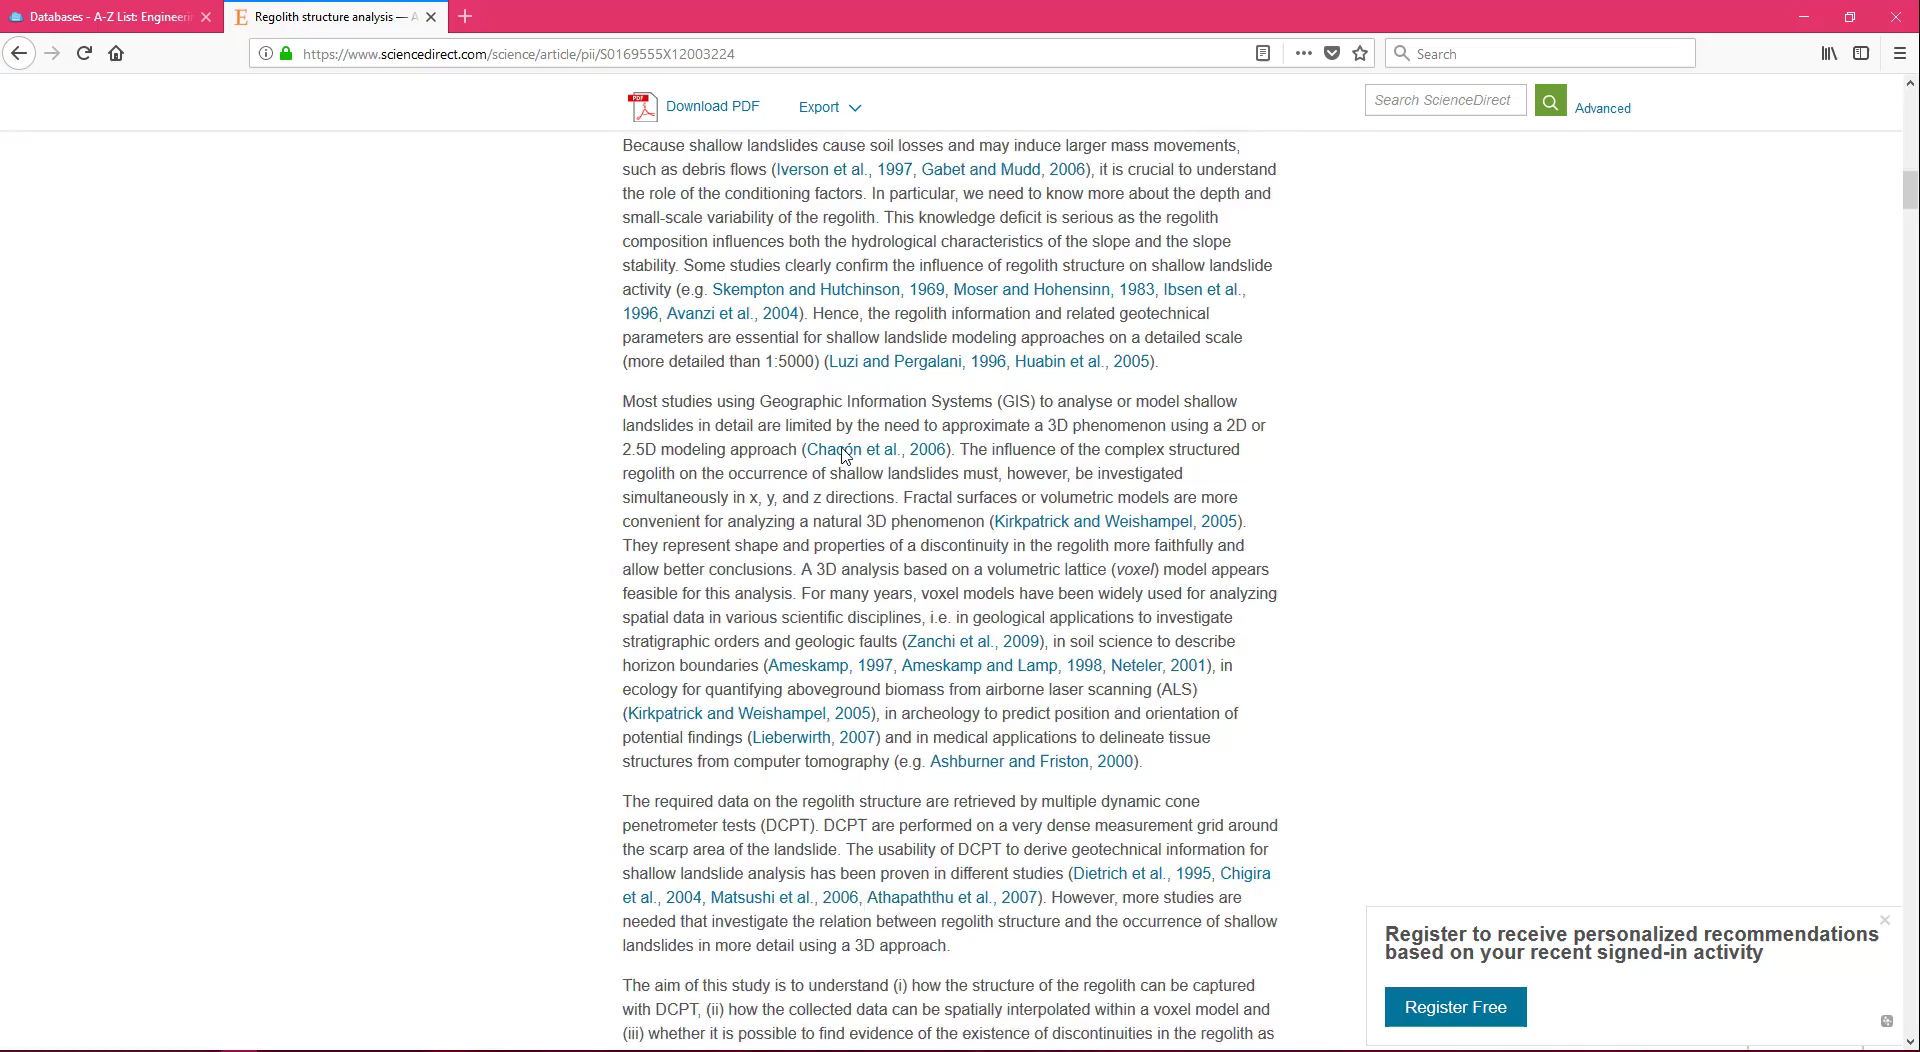 Databases - A-Z List: Engineeri
Regolith structure analysis — A
https://www.sciencedirect.com/science/article/pii/S0169555X12003224
Search
PDF
Download PDF
Export
Search ScienceDirect
Advanced
Because shallow landslides cause soil losses and may induce larger mass movements,
such as debris flows (Iverson et al., 1997, Gabet and Mudd, 2006), it is crucial to understand
the role of the conditioning factors. In particular, we need to know more about the depth and
small-scale variability of the regolith. This knowledge deficit is serious as the regolith
composition influences both the hydrological characteristics of the slope and the slope
stability. Some studies clearly confirm the influence of regolith structure on shallow landslide
activity (e.g. Skempton and Hutchinson, 1969, Moser and Hohensinn, 1983, Ibsen et al.,
1996, Avanzi et al., 2004). Hence, the regolith information and related geotechnical
parameters are essential for shallow landslide modeling approaches on a detailed scale
(more detailed than 1:5000) (Luzi and Pergalani, 1996, Huabin et al., 2005).
Most studies using Geographic Information Systems (GIS) to analyse or model shallow
landslides in detail are limited by the need to approximate a 3D phenomenon using a 2D or
2.5D modeling approach (Chacón et al., 2006). The influence of the complex structured
regolith on the occurrence of shallow landslides must, however, be investigated
simultaneously in x, y, and z directions. Fractal surfaces or volumetric models are more
convenient for analyzing a natural 3D phenomenon (Kirkpatrick and Weishampel, 2005).
They represent shape and properties of a discontinuity in the regolith more faithfully and
allow better conclusions. A 3D analysis based on a volumetric lattice (voxel) model appears
feasible for this analysis. For many years, voxel models have been widely used for analyzing
spatial data in various scientific disciplines, i.e. in geological applications to investigate
stratigraphic orders and geologic faults (Zanchi et al., 2009), in soil science to describe
horizon boundaries (Ameskamp, 1997, Ameskamp and Lamp, 1998, Neteler, 2001), in
ecology for quantifying aboveground biomass from airborne laser scanning (ALS)
(Kirkpatrick and Weishampel, 2005), in archeology to predict position and orientation of
potential findings (Lieberwirth, 2007) and in medical applications to delineate tissue
structures from computer tomography (e.g. Ashburner and Friston, 2000).
The required data on the regolith structure are retrieved by multiple dynamic cone
penetrometer tests (DCPT). DCPT are performed on a very dense measurement grid around
the scarp area of the landslide. The usability of DCPT to derive geotechnical information for
shallow landslide analysis has been proven in different studies (Dietrich et al., 1995, Chigira
et al., 2004, Matsushi et al., 2006, Athapaththu et al., 2007). However, more studies are
needed that investigate the relation between regolith structure and the occurrence of shallow
landslides in more detail using a 3D approach.
The aim of this study is to understand (i) how the structure of the regolith can be captured
with DCPT, (ii) how the collected data can be spatially interpolated within a voxel model and
(iii) whether it is possible to find evidence of the existence of discontinuities in the regolith as
Register to receive personalized recommendations
based on your recent signed-in activity
Register Free